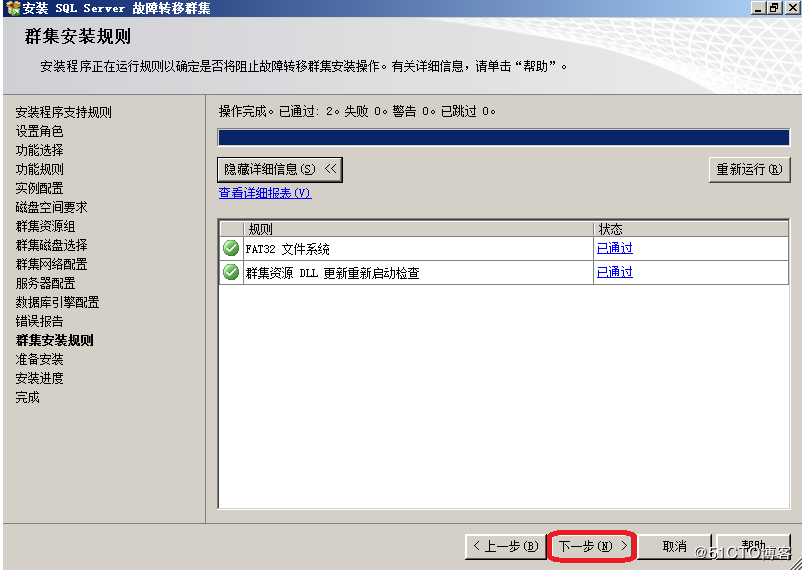 安装 SQL Server 故障转移群集
群集安装规则
安装程序正在运行规则以确定是否将阻止故障转移群集安装操作。有关详细信息，请单击“帮助”。
安装程序支持规则
设置角色
功能选择
功能规则
实例配置
磁盘空间要求
群集资源组
群集磁盘选择
群集网络配置
服务器配置
数据库引擎配置
错误报告
群集安装规则
准备安装
安装进度
完成
操作完成。已通过: 2。失败 0。警告 0。已跳过 0。
隐藏详细信息(S) <<
重新运行(R)
查看详细报表(V)
规则 状态
FAT32 文件系统 已通过
群集资源 DLL 更新重新启动检查 已通过
< 上一步(B) 下一步(N) > 取消 帮助
@51CTO博客